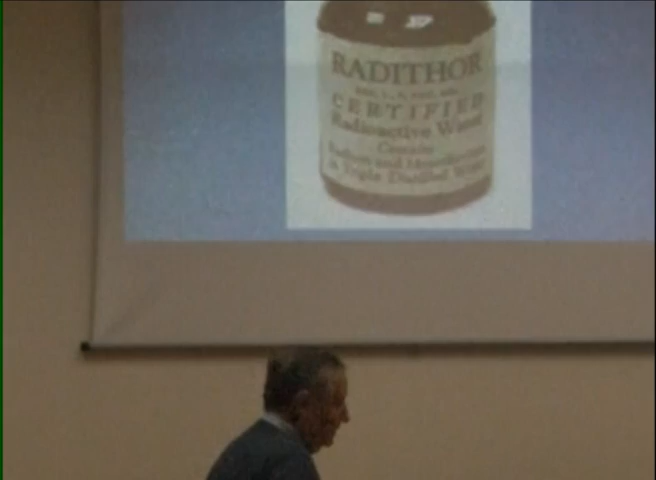 RADITHOR
CERTIFIED
Radioactive Water
Contains
Radium and Mesothorium
in Triple Distilled Water